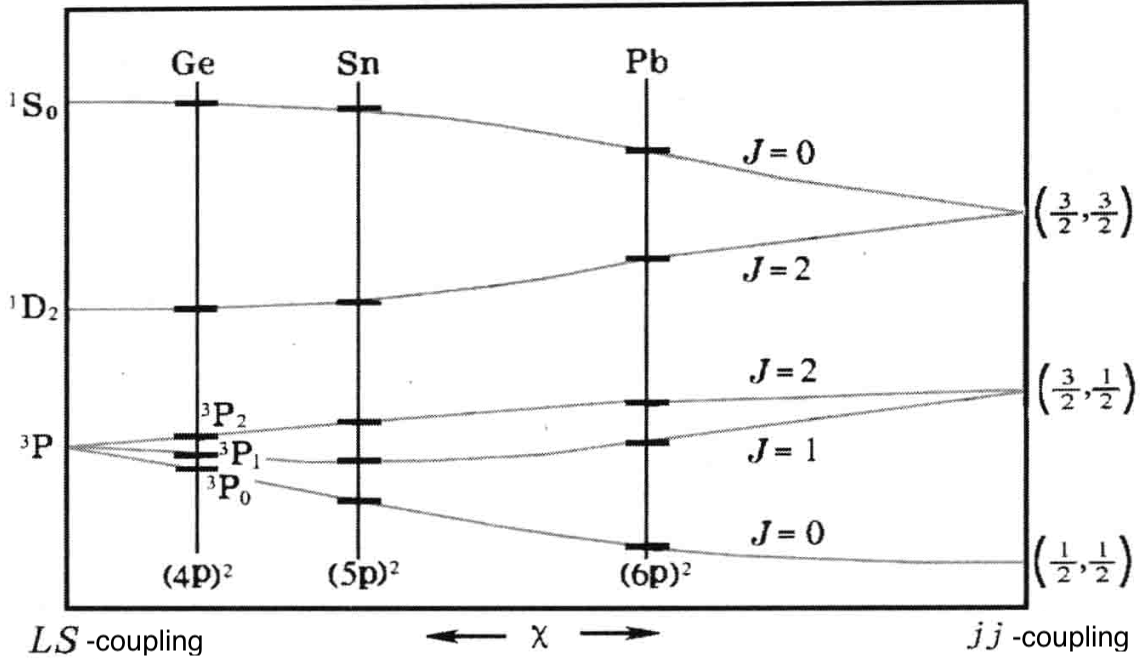 Ge Sn Pb
¹S₀
J = 0
(3/2, 3/2)
J = 2
¹D₂
J = 2
(3/2, 1/2)
³P₂
³P
³P₁
J = 1
³P₀
J = 0
(1/2, 1/2)
(4p)² (5p)² (6p)²
LS -coupling ← χ → jj -coupling